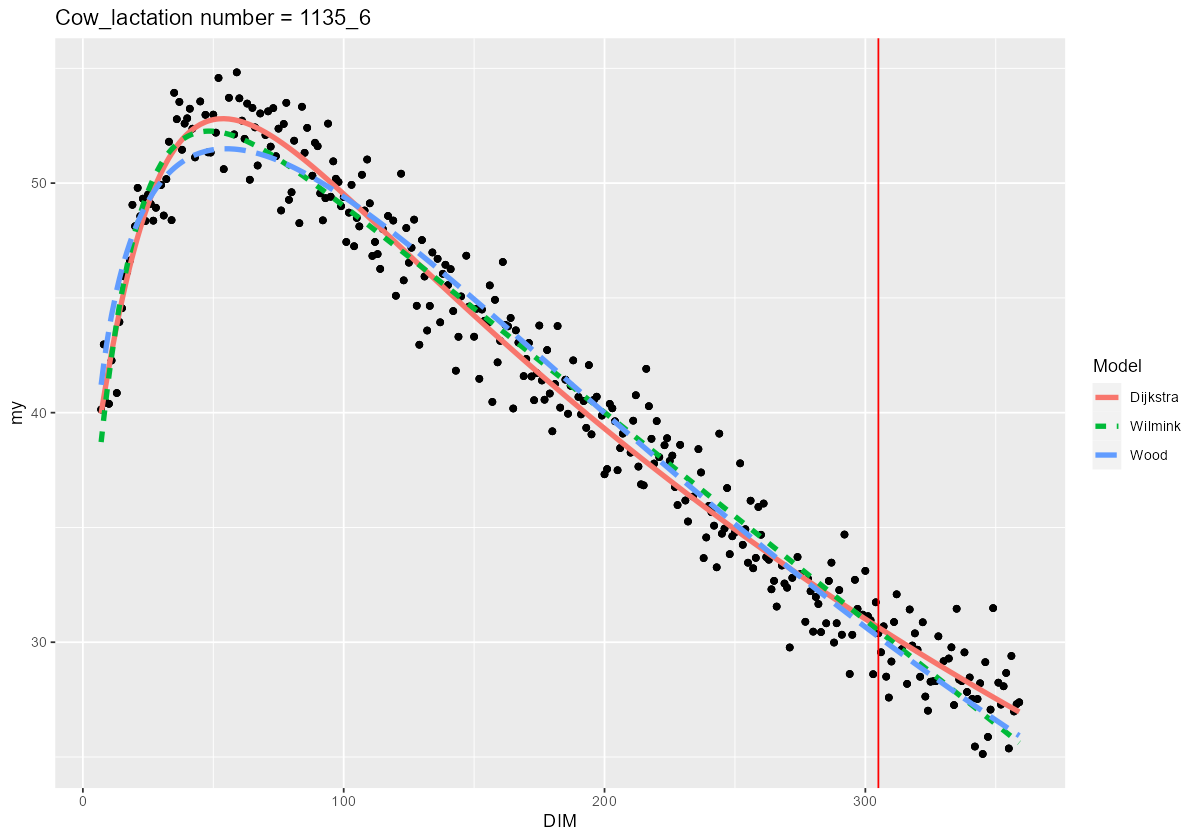 Cow_lactation number = 1135_6
my
50
40
30
0
100
200
300
DIM
Model
Dijkstra
Wilmink
Wood